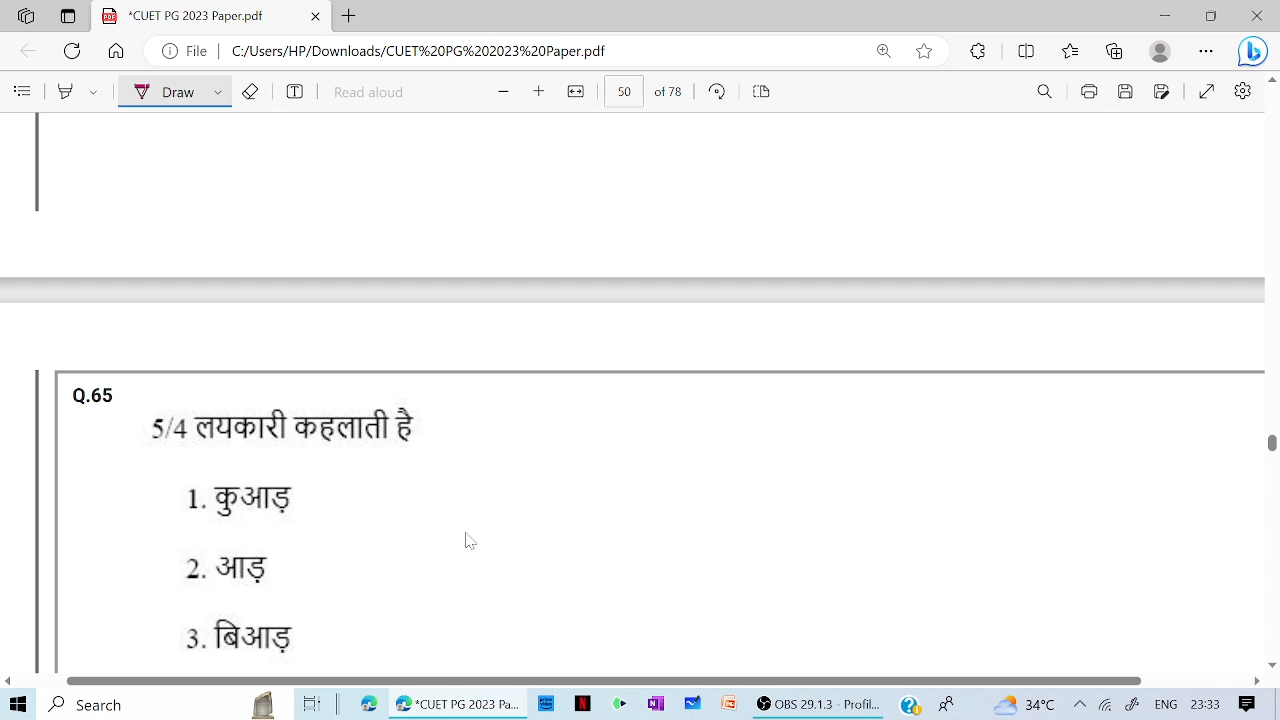 *CUET PG 2023 Paper.pdf
File
C:/Users/HP/Downloads/CUET%20PG%202023%20Paper.pdf
Draw
Read aloud
50 of 78
Q.65
5/4 लयकारी कहलाती है
1. कुआड़
2. आड़
3. बिआड़
Search
*CUET PG 2023 Pa...
OBS 29.1.3 - Profil...
34°C
ENG
23:33